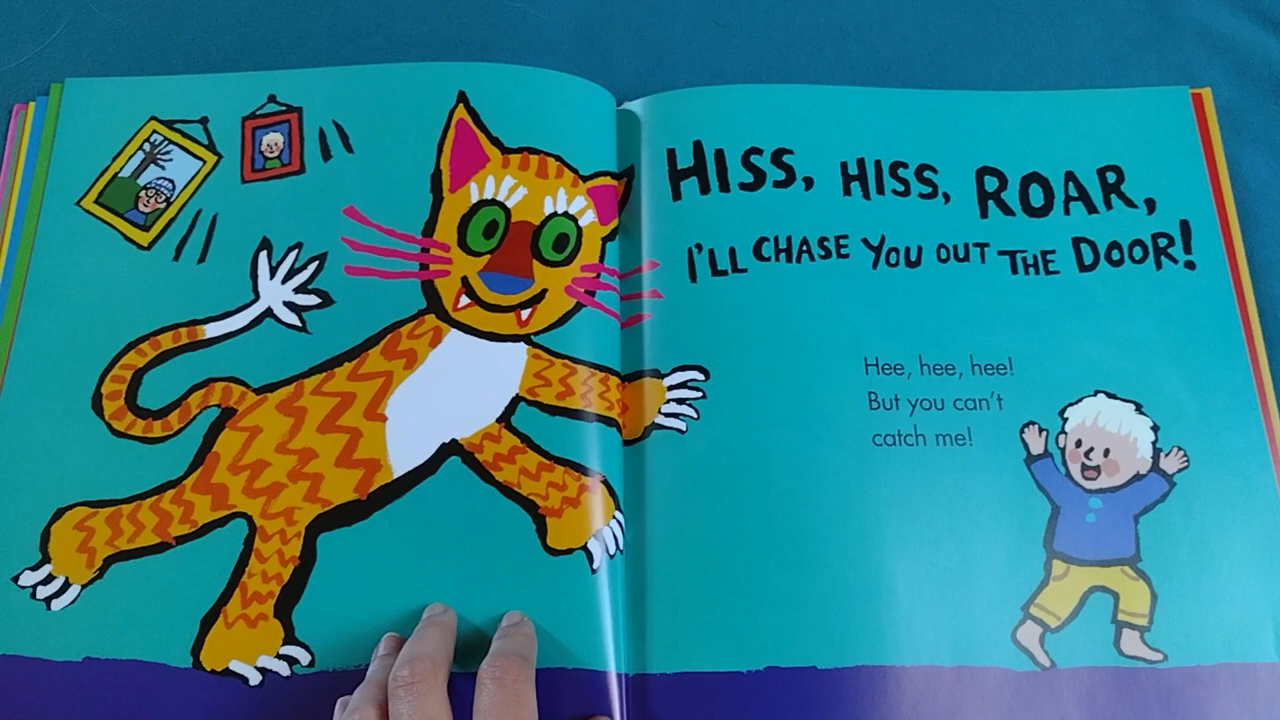 HISS, HISS, ROAR,
I'LL CHASE YOU OUT THE DOOR!
Hee, hee, hee!
But you can't
catch me!